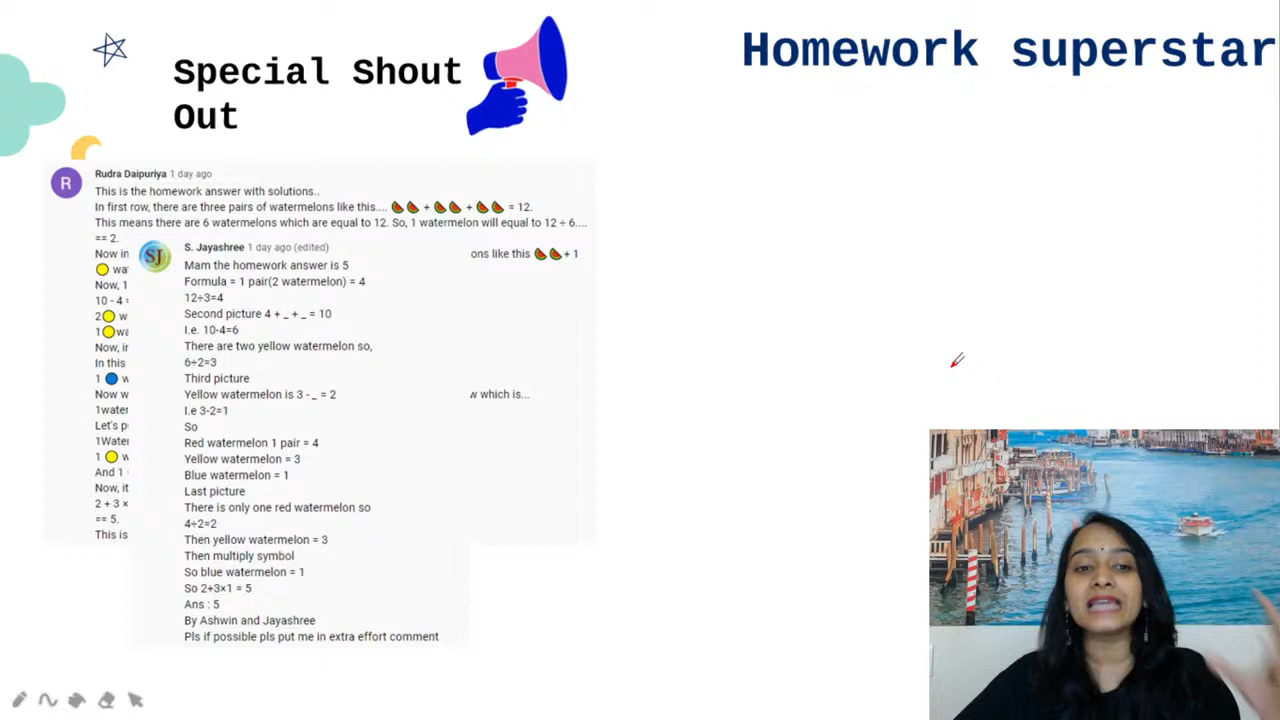 Special Shout
Out
Homework superstar
R
Rudra Daipuriya 1 day ago
This is the homework answer with solutions..
In first row, there are three pairs of watermelons like this.... 🍉🍉 + 🍉🍉 + 🍉🍉 = 12.
This means there are 6 watermelons which are equal to 12. So, 1 watermelon will equal to 12 ÷ 6....
== 2.
Now in
ons like this 🍉🍉 + 1
🟡 wa
Now, 1
10 - 4 =
2🟡 w
1🟡wa
Now, ir
In this
1 🔵 w
Now w
w which is...
1water
Let's p
1Water
1 🟡 w
And 1
Now, it
2 + 3 ×
== 5.
This is
SJ
S. Jayashree 1 day ago (edited)
Mam the homework answer is 5
Formula = 1 pair(2 watermelon) = 4
12÷3=4
Second picture 4 + _ + _ = 10
I.e. 10-4=6
There are two yellow watermelon so,
6÷2=3
Third picture
Yellow watermelon is 3 - _ = 2
I.e 3-2=1
So
Red watermelon 1 pair = 4
Yellow watermelon = 3
Blue watermelon = 1
Last picture
There is only one red watermelon so
4÷2=2
Then yellow watermelon = 3
Then multiply symbol
So blue watermelon = 1
So 2+3×1 = 5
Ans : 5
By Ashwin and Jayashree
Pls if possible pls put me in extra effort comment